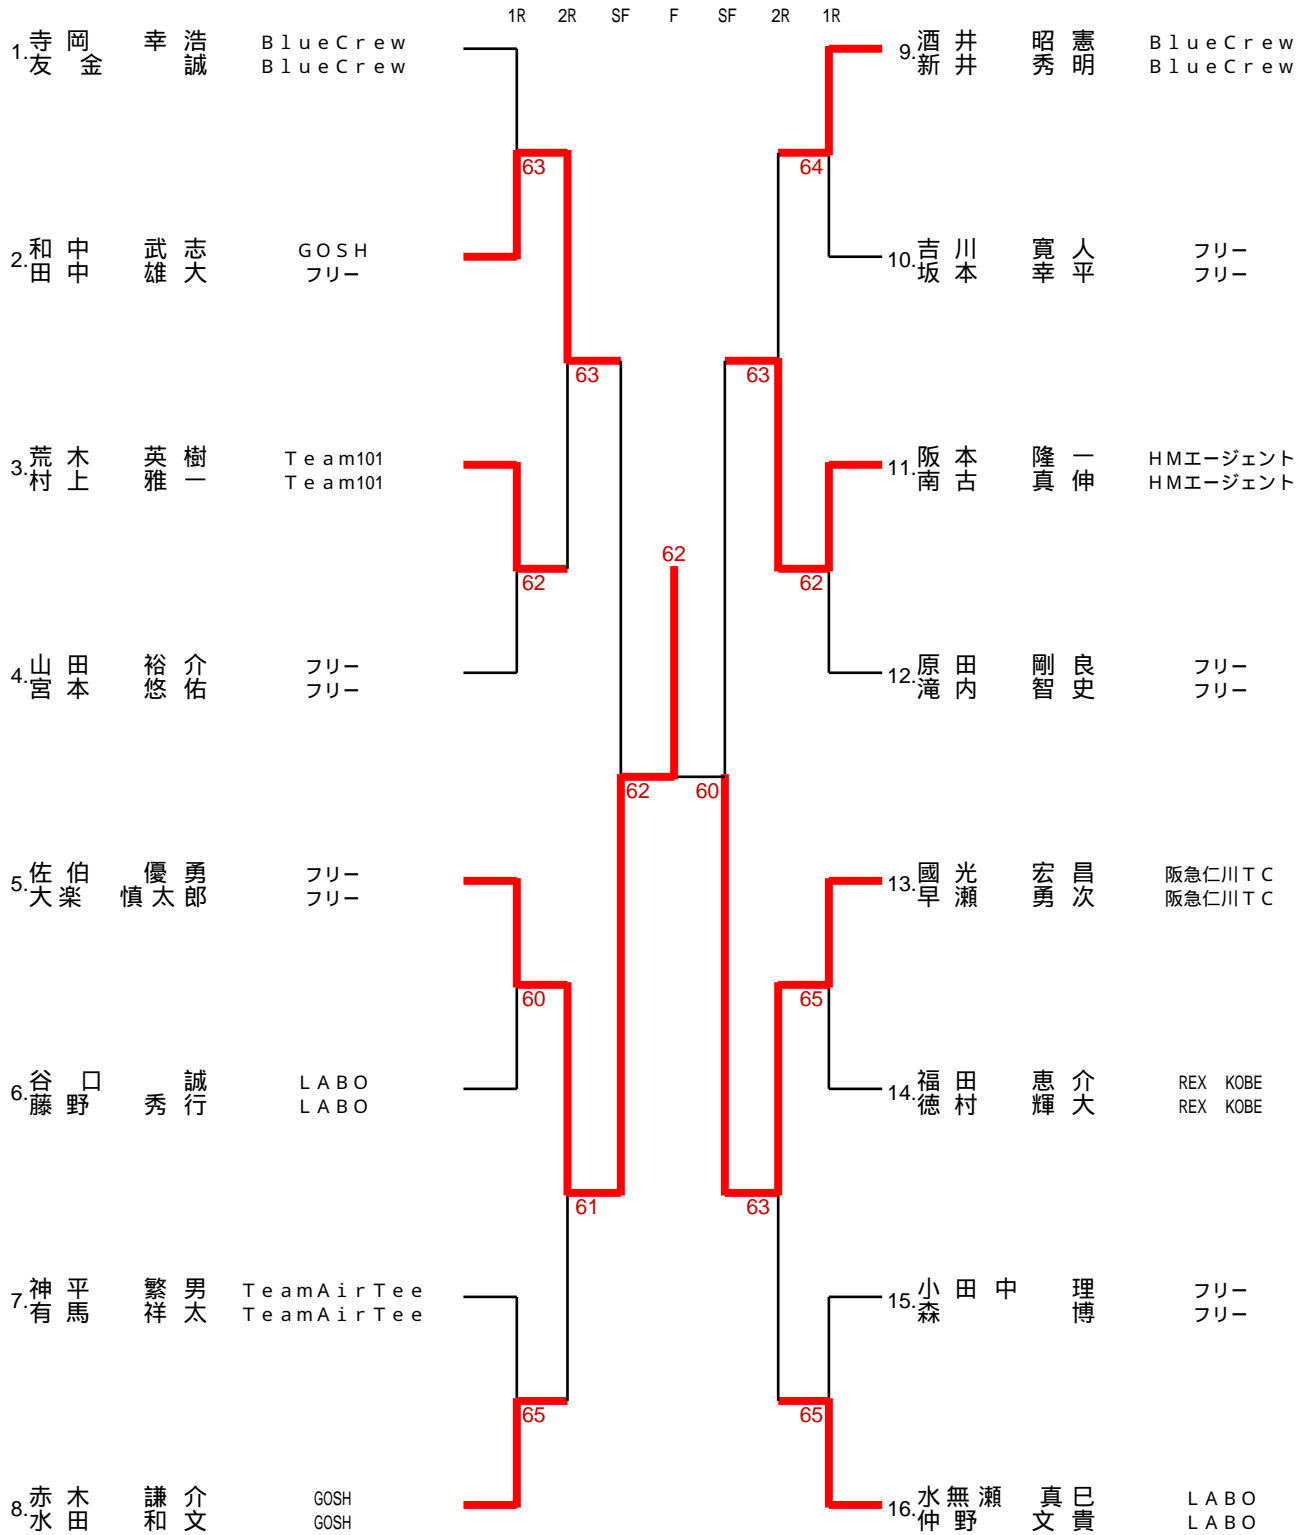 1R 2R SF F SF 2R 1R
1. 寺岡 幸浩 BlueCrew
友金 誠 BlueCrew
9. 酒井 昭憲 BlueCrew
新井 秀明 BlueCrew
63
64
2. 和中 武志 GOSH
田中 雄大 フリー
10. 吉川 寛人 フリー
坂本 幸平 フリー
63
63
3. 荒木 英樹 Team101
村上 雅一 Team101
11. 阪本 隆一 HMエージェント
南古 真伸 HMエージェント
62
62
62
4. 山田 裕介 フリー
宮本 悠佑 フリー
12. 原田 剛良 フリー
滝内 智史 フリー
62
60
5. 佐伯 優勇 フリー
大楽 慎太郎 フリー
13. 國光 宏昌 阪急仁川TC
早瀬 勇次 阪急仁川TC
60
65
6. 谷口 誠 LABO
藤野 秀行 LABO
14. 福田 恵介 REX KOBE
徳村 輝大 REX KOBE
61
63
7. 神平 繁男 TeamAirTee
有馬 祥太 TeamAirTee
15. 小田中 理 フリー
森 博 フリー
65
65
8. 赤木 謙介 GOSH
水田 和文 GOSH
16. 水無瀬 真巳 LABO
仲野 文貴 LABO